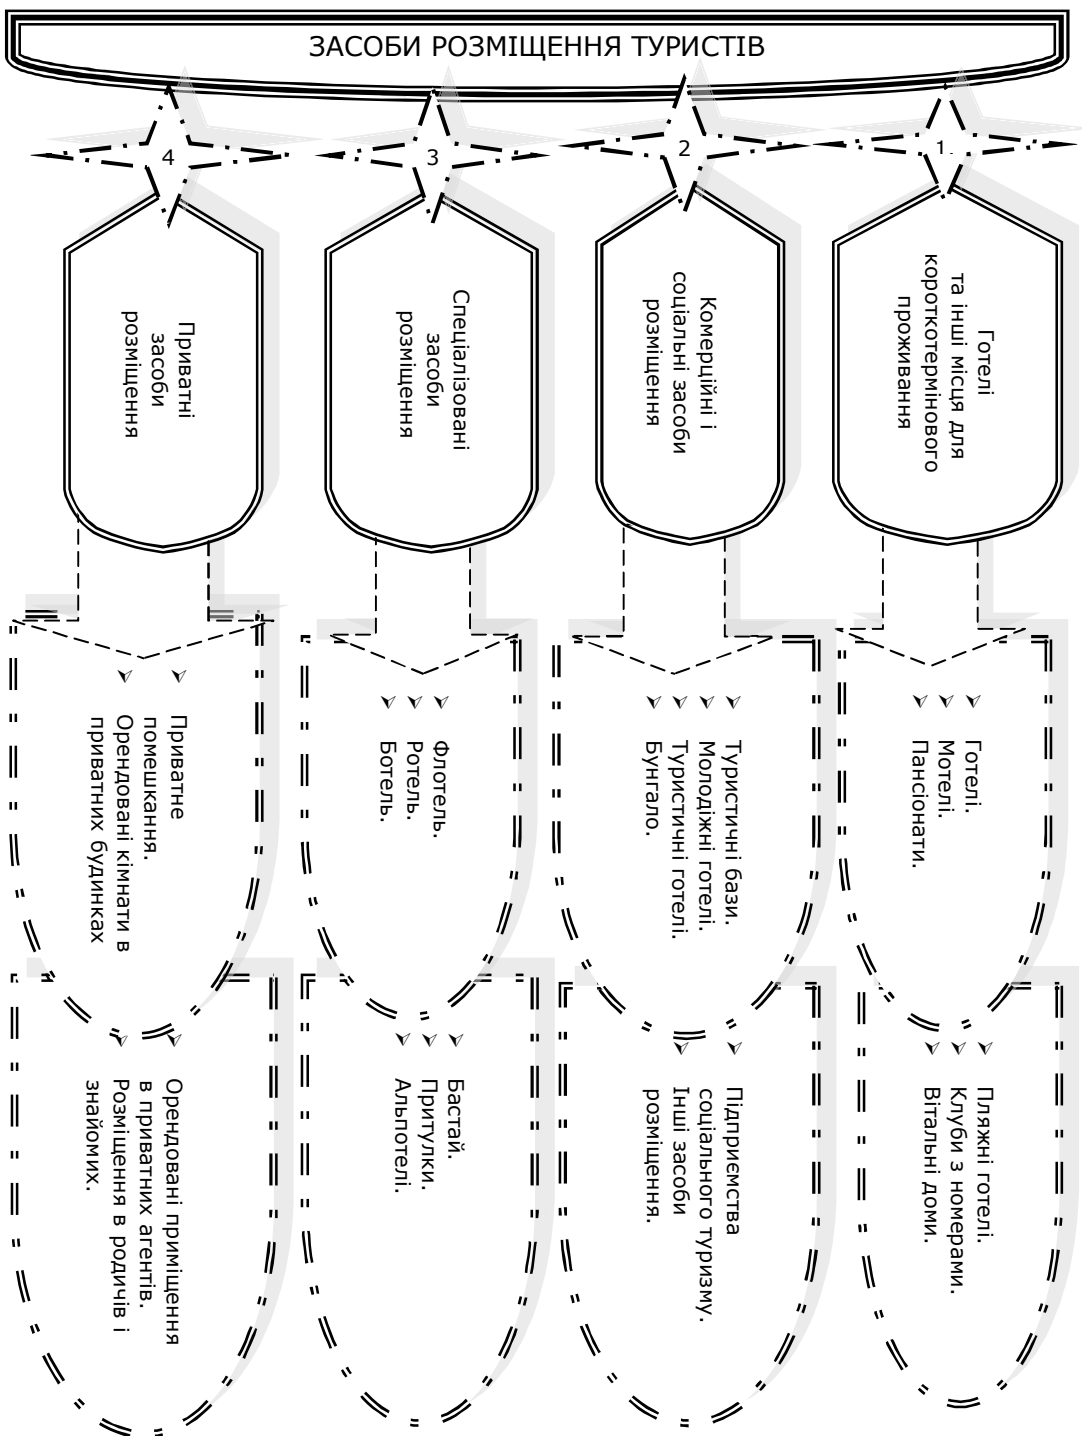 ЗАСОБИ РОЗМІЩЕННЯ ТУРИСТІВ
1.
Готелі
та інші місця для
короткотермінового
проживання
Готелі.
Мотелі.
Пансіонати.
Пляжні готелі.
Клуби з номерами.
Вітальні доми.
2
Комерційні і
соціальні засоби
розміщення
Туристичні бази.
Молодіжні готелі.
Туристичні готелі.
Бунгало.
Підприємства
соціального туризму.
Інші засоби
розміщення.
3
Спеціалізовані
засоби
розміщення
Флотель.
Ротель.
Ботель.
Бастай.
Притулки.
Альпотелі.
4
Приватні
засоби
розміщення
Приватне
помешкання.
Орендовані кімнати в
приватних будинках
Орендовані приміщення
в приватних агентів.
Розміщення в родичів і
знайомих.